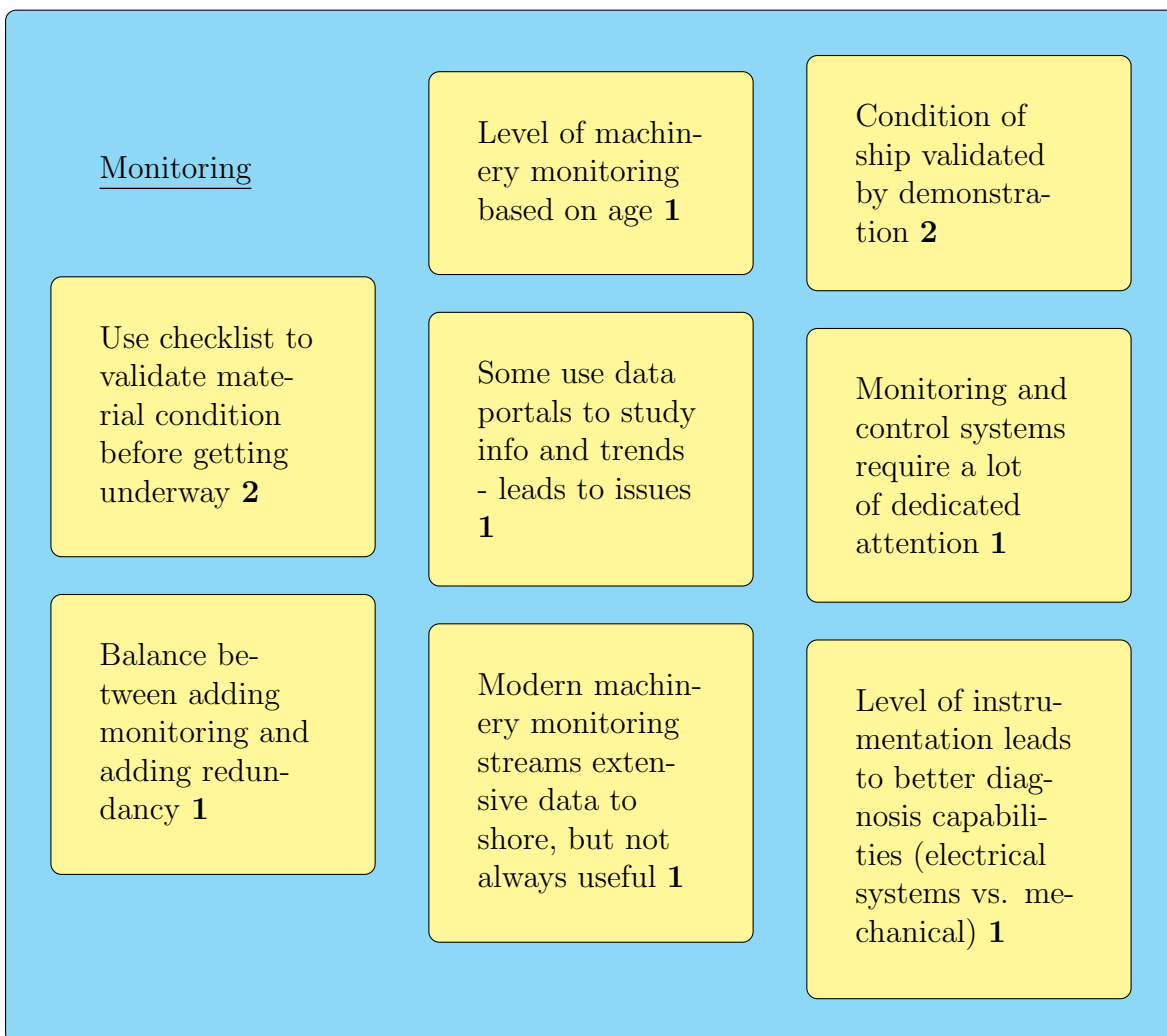 Monitoring
Use checklist to
validate mate-
rial condition
before getting
underway 2
Balance be-
tween adding
monitoring and
adding redun-
dancy 1
Level of machin-
ery monitoring
based on age 1
Some use data
portals to study
info and trends
- leads to issues
1
Modern machin-
ery monitoring
streams exten-
sive data to
shore, but not
always useful 1
Condition of
ship validated
by demonstra-
tion 2
Monitoring and
control systems
require a lot
of dedicated
attention 1
Level of instru-
mentation leads
to better diag-
nosis capabili-
ties (electrical
systems vs. me-
chanical) 1